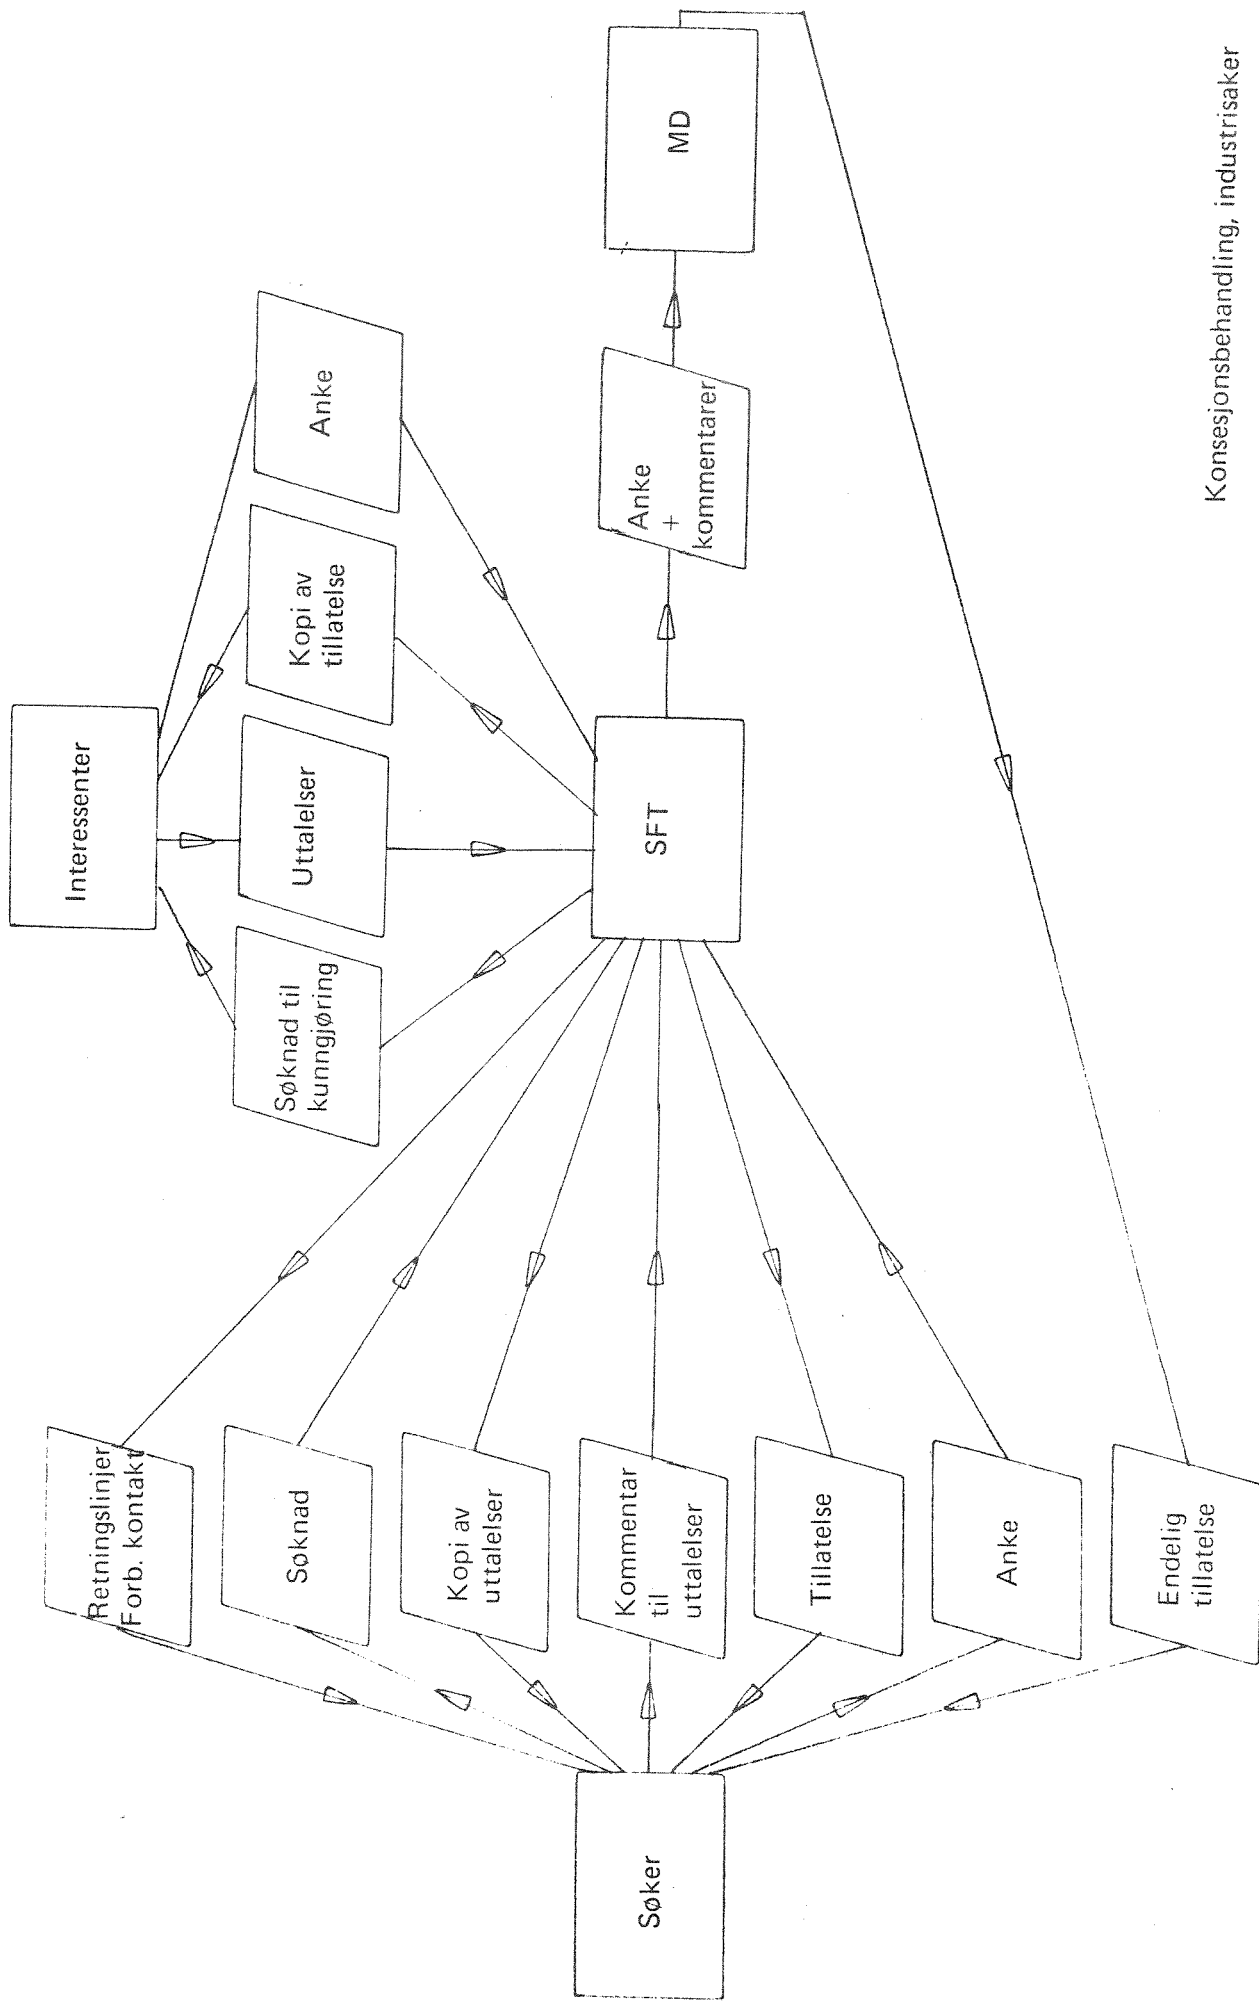 Interessenter
Søknad til
kunngjøring
Uttalelser
Kopi av
tillatelse
Anke
Retningslinjer
Forb. kontakt
Søknad
Kopi av
uttalelser
Søker
Kommentar
til
uttalelser
SFT
Anke
+
kommentarer
MD
Tillatelse
Anke
Endelig
tillatelse
Konsesjonsbehandling, industrisaker